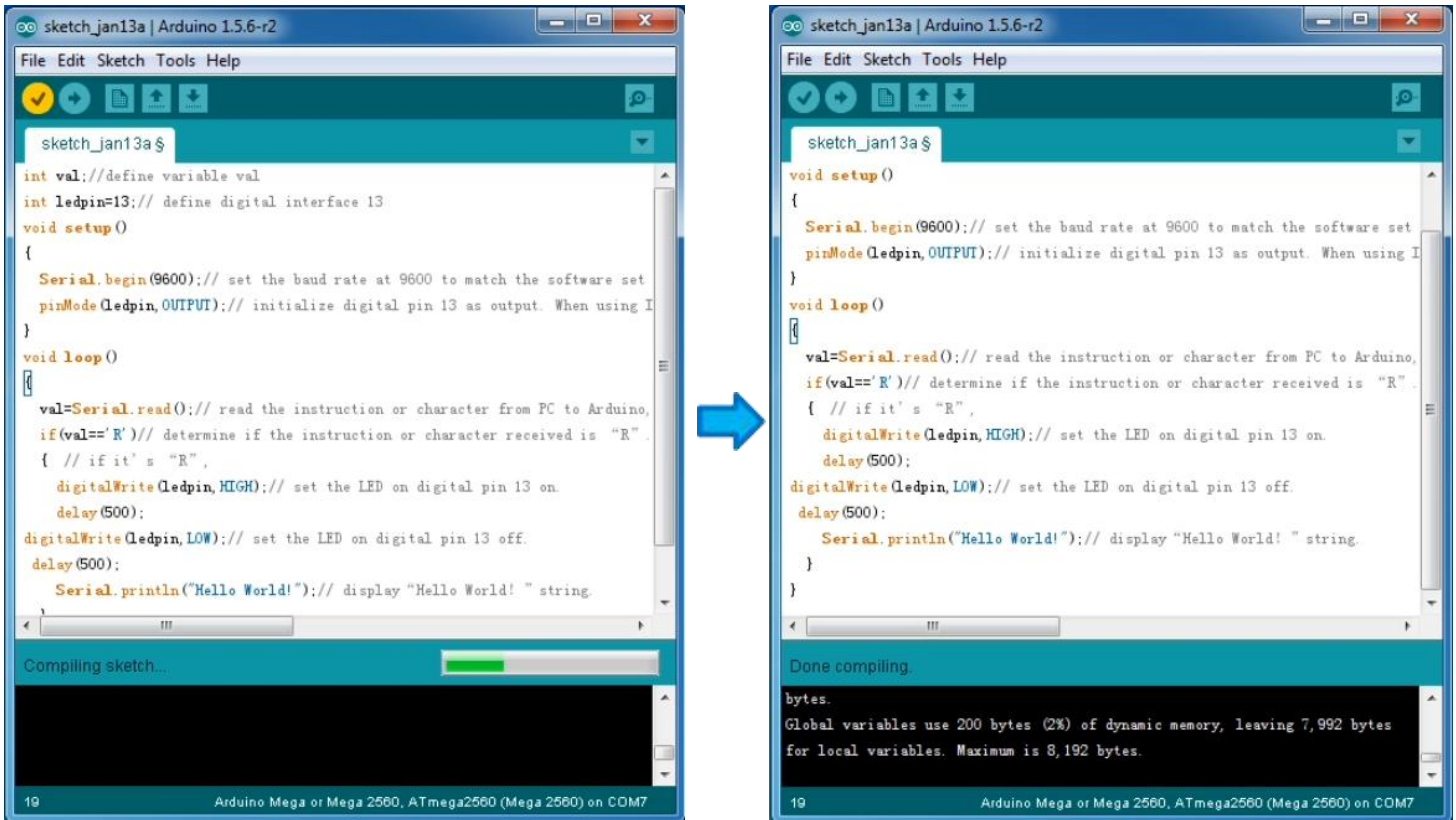 sketch_jan13a | Arduino 1.5.6-r2
File Edit Sketch Tools Help
sketch_jan13a §
int val;//define variable val
int ledpin=13;// define digital interface 13
void setup()
{
  Serial.begin(9600);// set the baud rate at 9600 to match the software set
  pinMode(ledpin,OUTPUT);// initialize digital pin 13 as output. When using I
}
void loop()
{
  val=Serial.read();// read the instruction or character from PC to Arduino,
  if(val=='R')// determine if the instruction or character received is “R”.
  { // if it’s “R”,
    digitalWrite(ledpin,HIGH);// set the LED on digital pin 13 on.
    delay(500);
digitalWrite(ledpin,LOW);// set the LED on digital pin 13 off.
 delay(500);
    Serial.println("Hello World!");// display “Hello World! ” string.
  }
Compiling sketch...
19 Arduino Mega or Mega 2560, ATmega2560 (Mega 2560) on COM7
sketch_jan13a | Arduino 1.5.6-r2
File Edit Sketch Tools Help
sketch_jan13a §
void setup()
{
  Serial.begin(9600);// set the baud rate at 9600 to match the software set
  pinMode(ledpin,OUTPUT);// initialize digital pin 13 as output. When using I
}
void loop()
{
  val=Serial.read();// read the instruction or character from PC to Arduino,
  if(val=='R')// determine if the instruction or character received is “R”.
  { // if it’s “R”,
    digitalWrite(ledpin,HIGH);// set the LED on digital pin 13 on.
    delay(500);
digitalWrite(ledpin,LOW);// set the LED on digital pin 13 off.
 delay(500);
    Serial.println("Hello World!");// display “Hello World! ” string.
  }
}
Done compiling.
bytes.
Global variables use 200 bytes (2%) of dynamic memory, leaving 7,992 bytes
for local variables. Maximum is 8,192 bytes.
19 Arduino Mega or Mega 2560, ATmega2560 (Mega 2560) on COM7